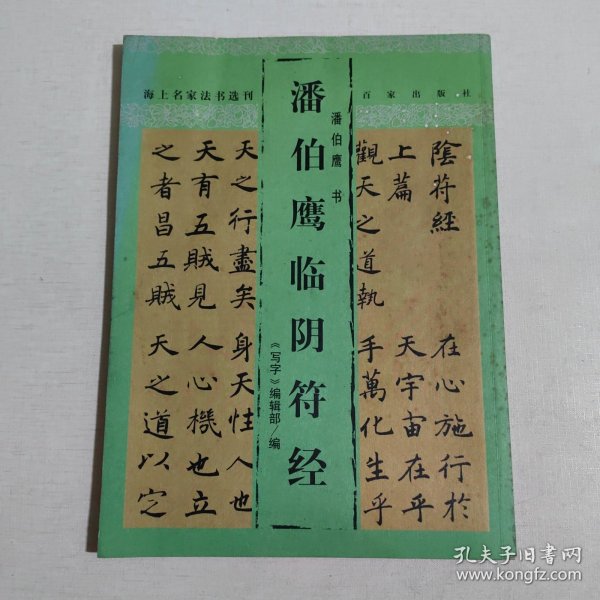 海上名家法书选刊
百家出版社
潘伯鹰临阴符经
潘伯鹰 书
《写字》编辑部／编
陰苻經
上篇
觀天之道執
天之行盡矣
天有五賊見
之者昌五賊
在心施行於
天宇宙在乎
手萬化生乎
身天性人也
人心機也立
天之道以定
孔夫子旧书网
www.kongfz.com